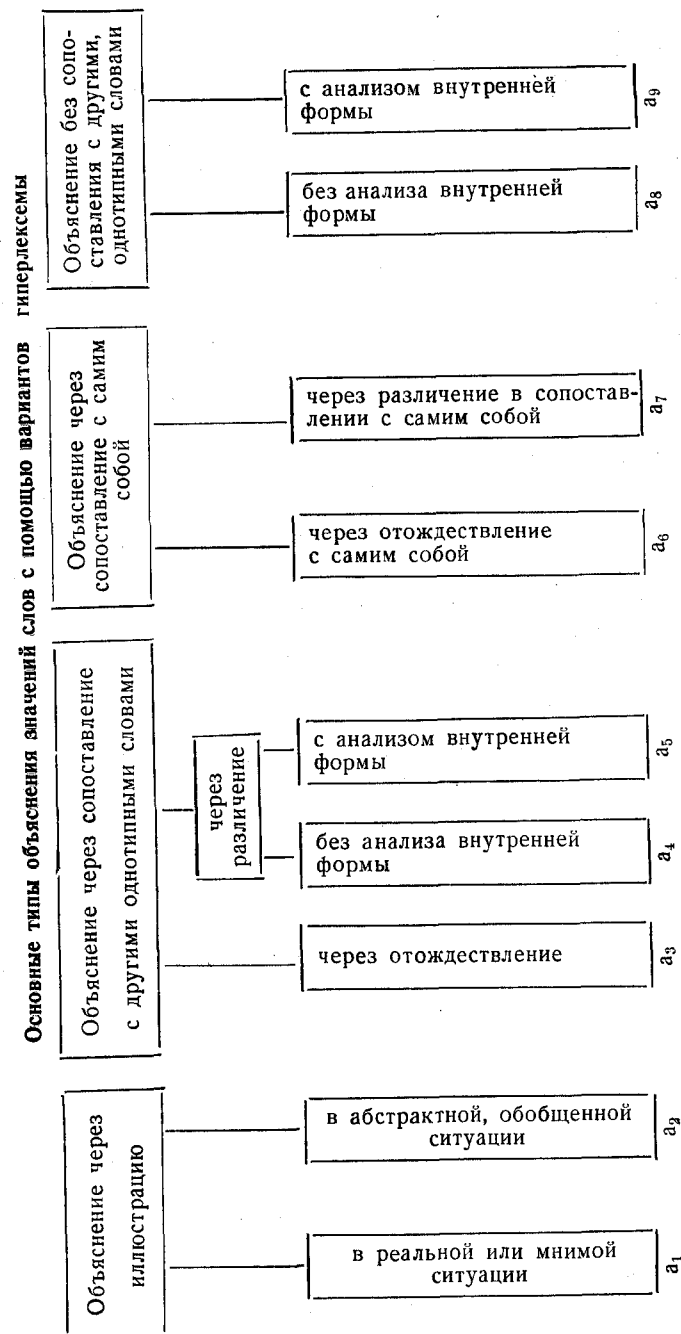 Основные типы объяснения значений слов с помощью вариантов гиперлексемы
Объяснение через
иллюстрацию
в реальной или мнимой
ситуации
a₁
в абстрактной, обобщенной
ситуации
a₂
Объяснение через сопоставление
с другими однотипными словами
через отождествление
a₃
через
различение
без анализа внутренней
формы
a₄
с анализом внутренней
формы
a₅
Объяснение через
сопоставление с самим
собой
через отождествление
с самим собой
a₆
через различение в сопостав-
лении с самим собой
a₇
Объяснение без сопо-
ставления с другими,
однотипными словами
без анализа внутренней
формы
a₈
с анализом внутренней
формы
a₉